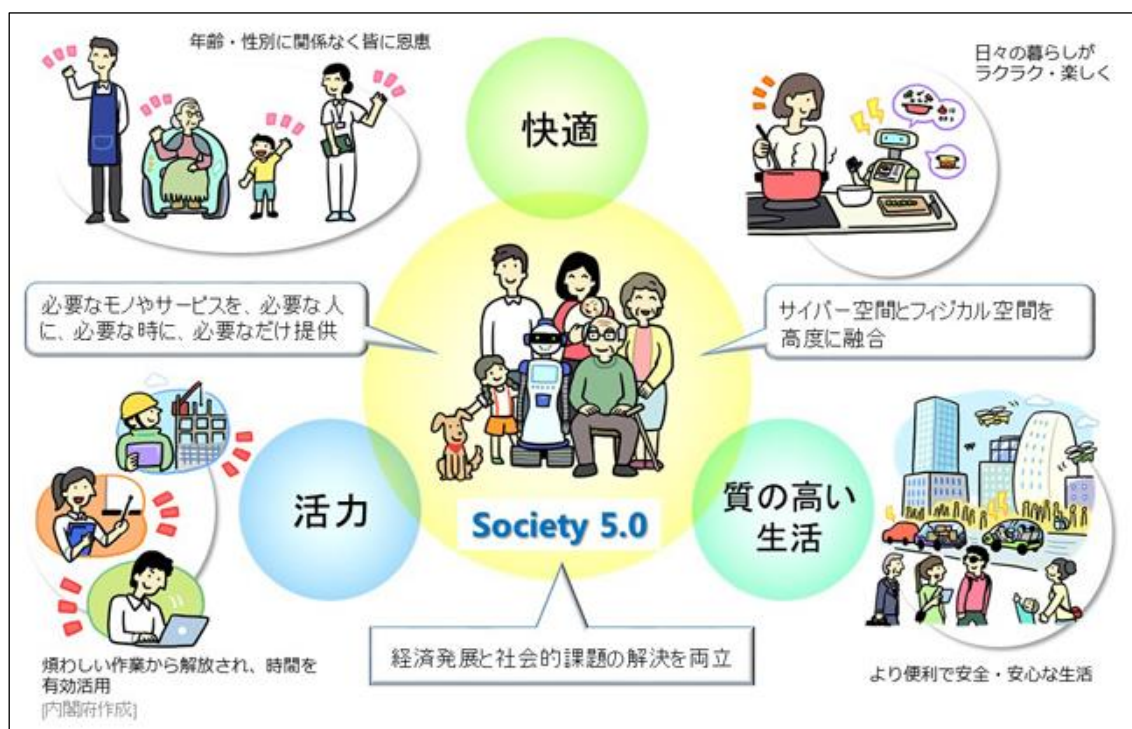 年齢・性別に関係なく皆に恩恵
快適
日々の暮らしが
ラクラク・楽しく
必要なモノやサービスを、必要な人
に、必要な時に、必要なだけ提供
サイバー空間とフィジカル空間を
高度に融合
活力
Society 5.0
質の高い
生活
経済発展と社会的課題の解決を両立
煩わしい作業から解放され、時間を
有効活用
[内閣府作成]
より便利で安全・安心な生活